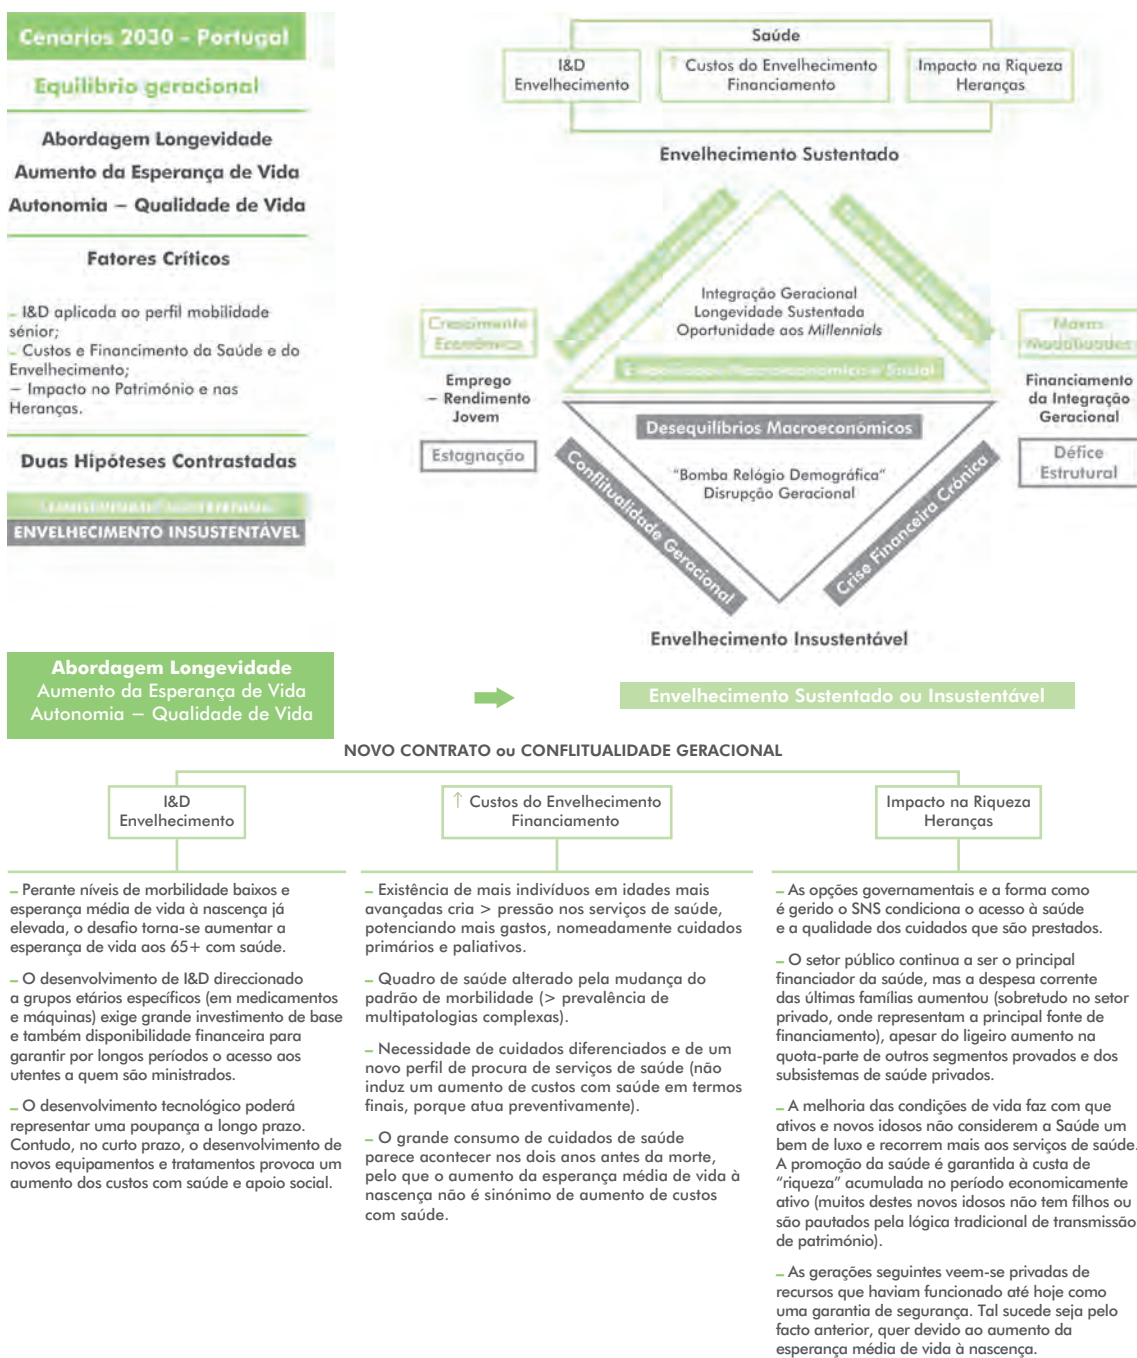 Cenários 2030 – Portugal
Equilíbrio geracional
Abordagem Longevidade
Aumento da Esperança de Vida
Autonomia – Qualidade de Vida
Fatores Críticos
– I&D aplicada ao perfil mobilidade
sénior;
– Custos e Financimento da Saúde e do
Envelhecimento;
– Impacto no Património e nas
Heranças.
Duas Hipóteses Contrastadas
ENVELHECIMENTO INSUSTENTÁVEL
Saúde
I&D
Envelhecimento
↑ Custos do Envelhecimento
Financiamento
Impacto na Riqueza
Heranças
Envelhecimento Sustentado
Integração Geracional
Longevidade Sustentada
Oportunidade aos Millennials
Macroeconómico e Social
Crescimento
Económico
Emprego
– Rendimento
Jovem
Estagnação
Novas
Modalidades
Financiamento
da Integração
Geracional
Défice
Estrutural
Desequilíbrios Macroeconómicos
"Bomba Relógio Demográfica"
Disrupção Geracional
Conflitualidade Geracional
Crise Financeira Crónica
Envelhecimento Insustentável
Abordagem Longevidade
Aumento da Esperança de Vida
Autonomia – Qualidade de Vida
Envelhecimento Sustentado ou Insustentável
NOVO CONTRATO ou CONFLITUALIDADE GERACIONAL
I&D
Envelhecimento
– Perante níveis de morbilidade baixos e
esperança média de vida à nascença já
elevada, o desafio torna-se aumentar a
esperança de vida aos 65+ com saúde.
– O desenvolvimento de I&D direccionado
a grupos etários específicos (em medicamentos
e máquinas) exige grande investimento de base
e também disponibilidade financeira para
garantir por longos períodos o acesso aos
utentes a quem são ministrados.
– O desenvolvimento tecnológico poderá
representar uma poupança a longo prazo.
Contudo, no curto prazo, o desenvolvimento de
novos equipamentos e tratamentos provoca um
aumento dos custos com saúde e apoio social.
↑ Custos do Envelhecimento
Financiamento
– Existência de mais indivíduos em idades mais
avançadas cria > pressão nos serviços de saúde,
potenciando mais gastos, nomeadamente cuidados
primários e paliativos.
– Quadro de saúde alterado pela mudança do
padrão de morbilidade (> prevalência de
multipatologias complexas).
– Necessidade de cuidados diferenciados e de um
novo perfil de procura de serviços de saúde (não
induz um aumento de custos com saúde em termos
finais, porque atua preventivamente).
– O grande consumo de cuidados de saúde
parece acontecer nos dois anos antes da morte,
pelo que o aumento da esperança média de vida à
nascença não é sinónimo de aumento de custos
com saúde.
Impacto na Riqueza
Heranças
– As opções governamentais e a forma como
é gerido o SNS condiciona o acesso à saúde
e a qualidade dos cuidados que são prestados.
– O setor público continua a ser o principal
financiador da saúde, mas a despesa corrente
das últimas famílias aumentou (sobretudo no setor
privado, onde representam a principal fonte de
financiamento), apesar do ligeiro aumento na
quota-parte de outros segmentos provados e dos
subsistemas de saúde privados.
– A melhoria das condições de vida faz com que
ativos e novos idosos não considerem a Saúde um
bem de luxo e recorrem mais aos serviços de saúde.
A promoção da saúde é garantida à custa de
"riqueza" acumulada no período economicamente
ativo (muitos destes novos idosos não tem filhos ou
são pautados pela lógica tradicional de transmissão
de património).
– As gerações seguintes veem-se privadas de
recursos que haviam funcionado até hoje como
uma garantia de segurança. Tal sucede seja pelo
facto anterior, quer devido ao aumento da
esperança média de vida à nascença.